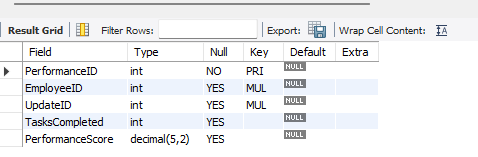 Result Grid Filter Rows: Export: Wrap Cell Content: IA
Field Type Null Key Default Extra
PerformanceID int NO PRI NULL
EmployeeID int YES MUL NULL
UpdateID int YES MUL NULL
TasksCompleted int YES NULL
PerformanceScore decimal(5,2) YES NULL